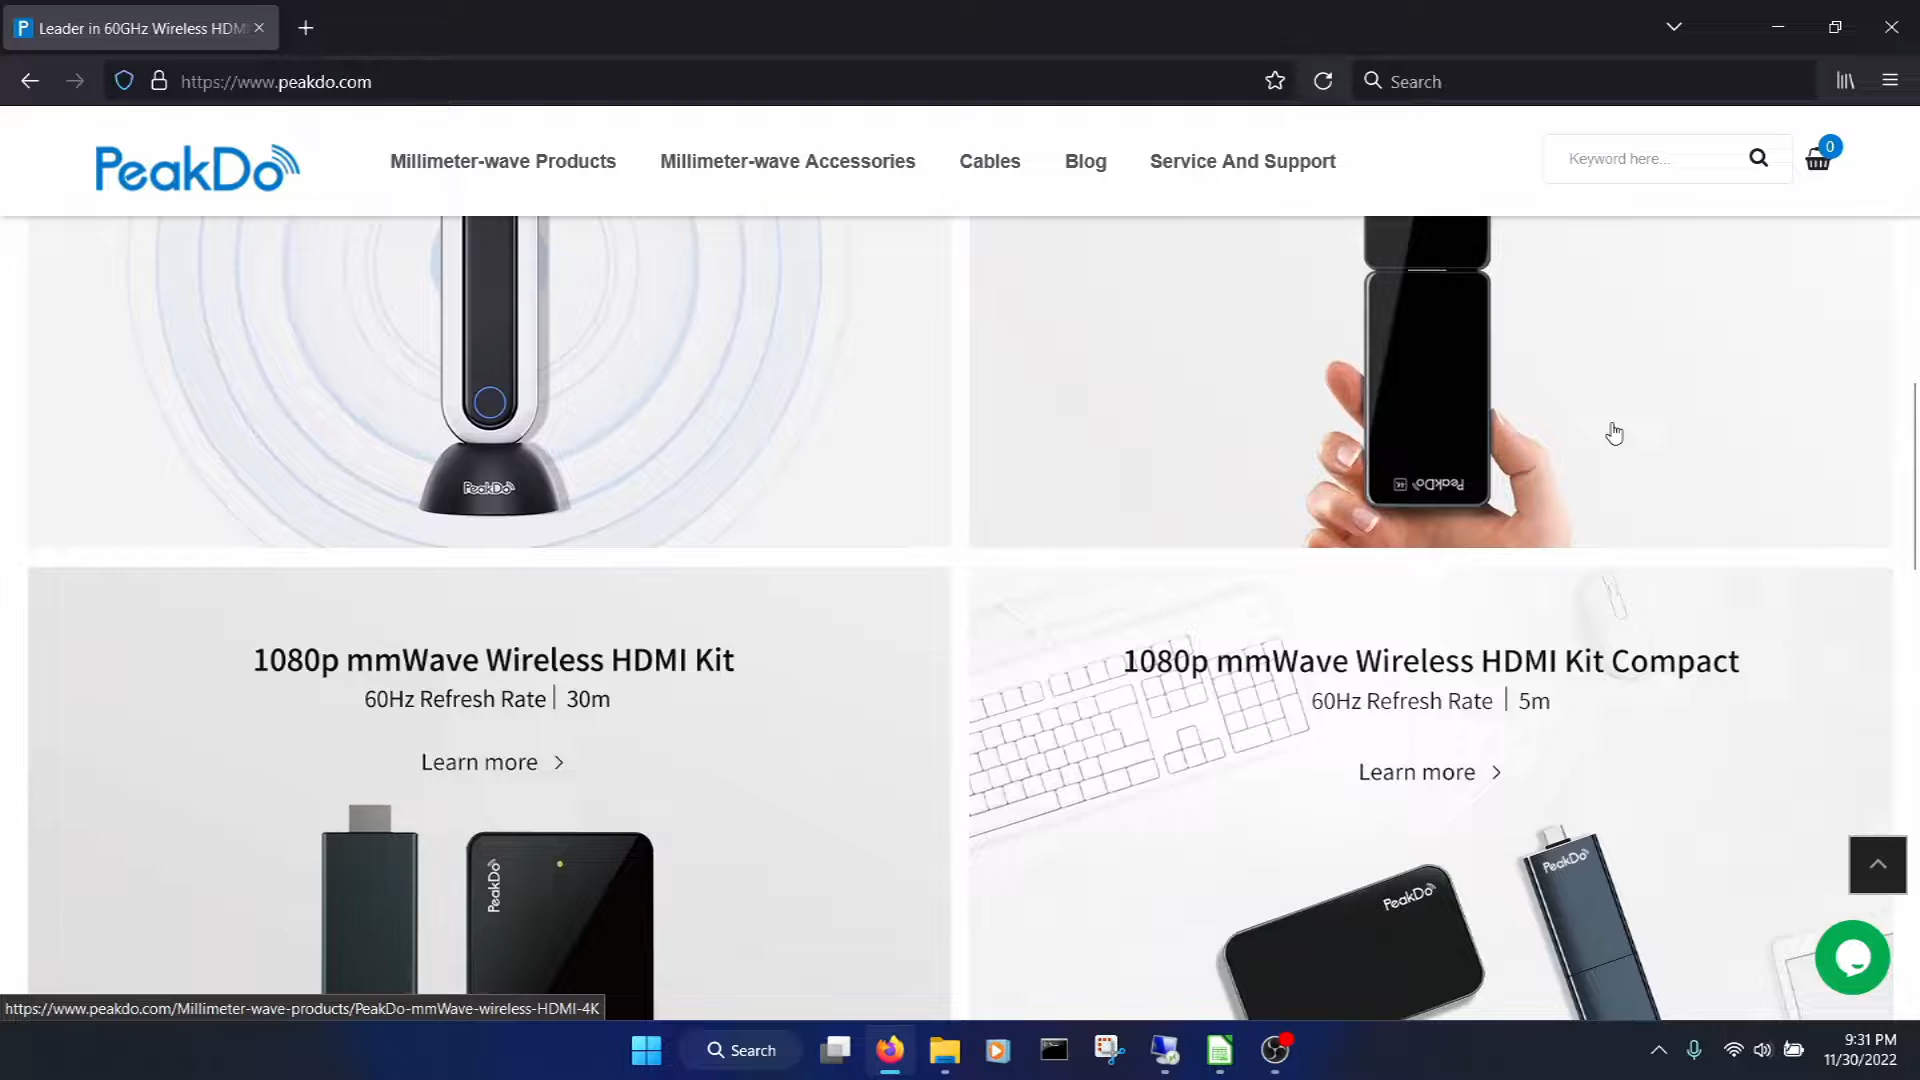 Leader in 60GHz Wireless HDM
https://www.peakdo.com
Search
PeakDo
Millimeter-wave Products
Millimeter-wave Accessories
Cables
Blog
Service And Support
Keyword here...
0
PeakDo
4K PeakDo
1080p mmWave Wireless HDMI Kit
60Hz Refresh Rate | 30m
Learn more >
PeakDo
1080p mmWave Wireless HDMI Kit Compact
60Hz Refresh Rate | 5m
Learn more >
PeakDo
PeakDo
https://www.peakdo.com/Millimeter-wave-products/PeakDo-mmWave-wireless-HDMI-4K
Search
9:31 PM
11/30/2022